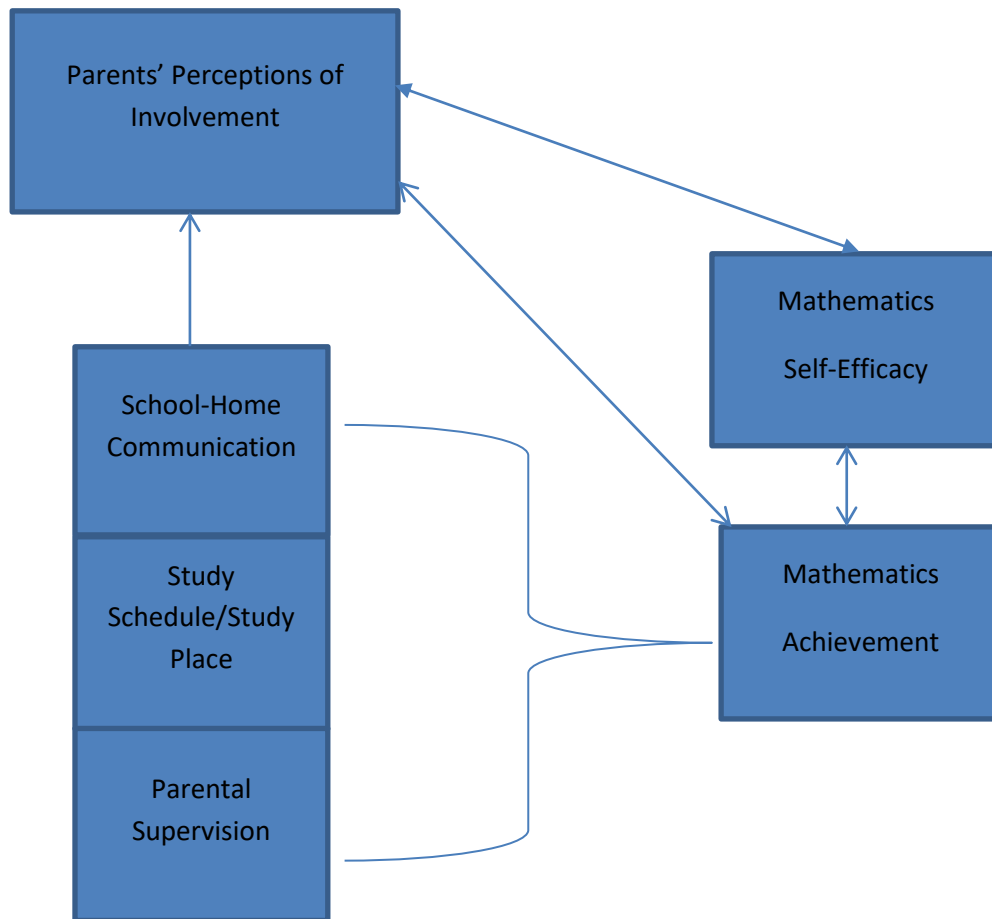 Parents’ Perceptions of
Involvement
Mathematics
Self-Efficacy
School-Home
Communication
Study
Schedule/Study
Place
Mathematics
Achievement
Parental
Supervision